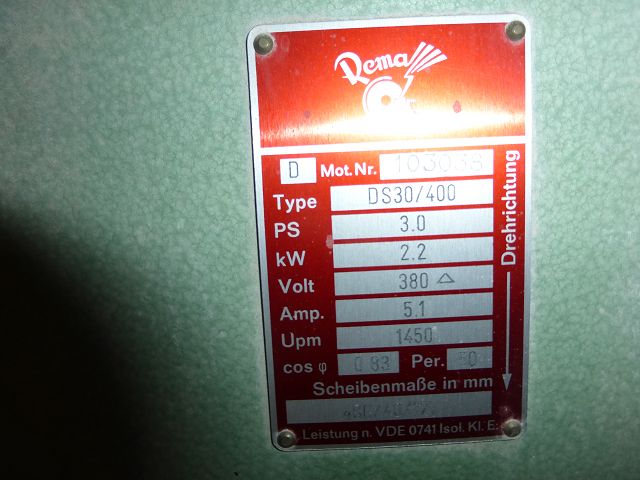 Rema
D Mot.Nr. 103038
Type DS30/400
PS 3.0
kW 2.2
Volt 380 △
Amp. 5.1
Upm 1450
cos φ 0.83 Per. 50
Scheibenmaße in mm
Leistung n. VDE 0741 Isol. Kl. E.
Drehrichtung